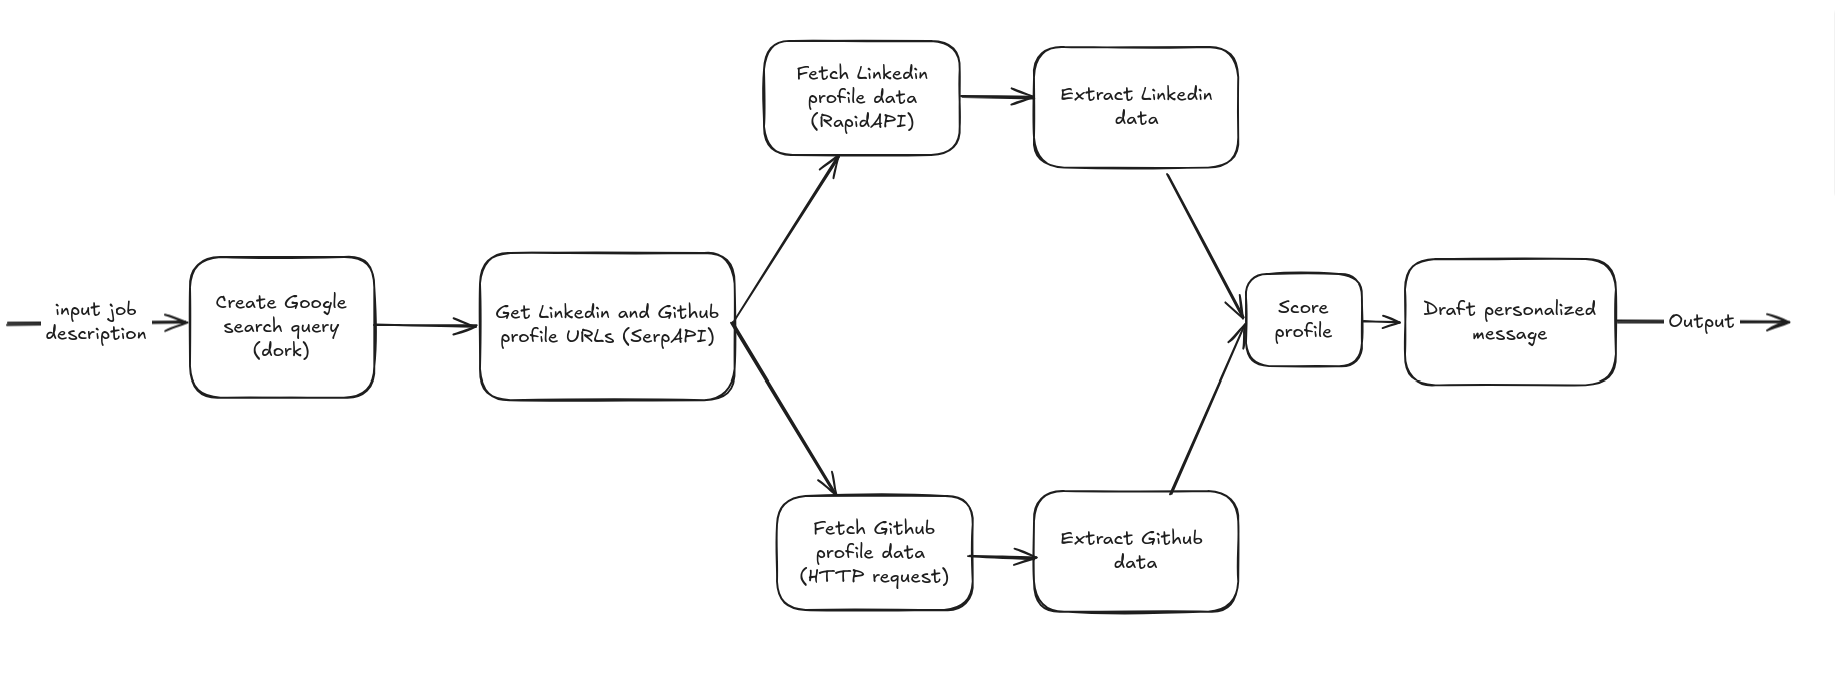 input job
description
Create Google
search query
(dork)
Get Linkedin and Github
profile URLs (SerpAPI)
Fetch Linkedin
profile data
(RapidAPI)
Extract Linkedin
data
Fetch Github
profile data
(HTTP request)
Extract Github
data
Score
profile
Draft personalized
message
Output